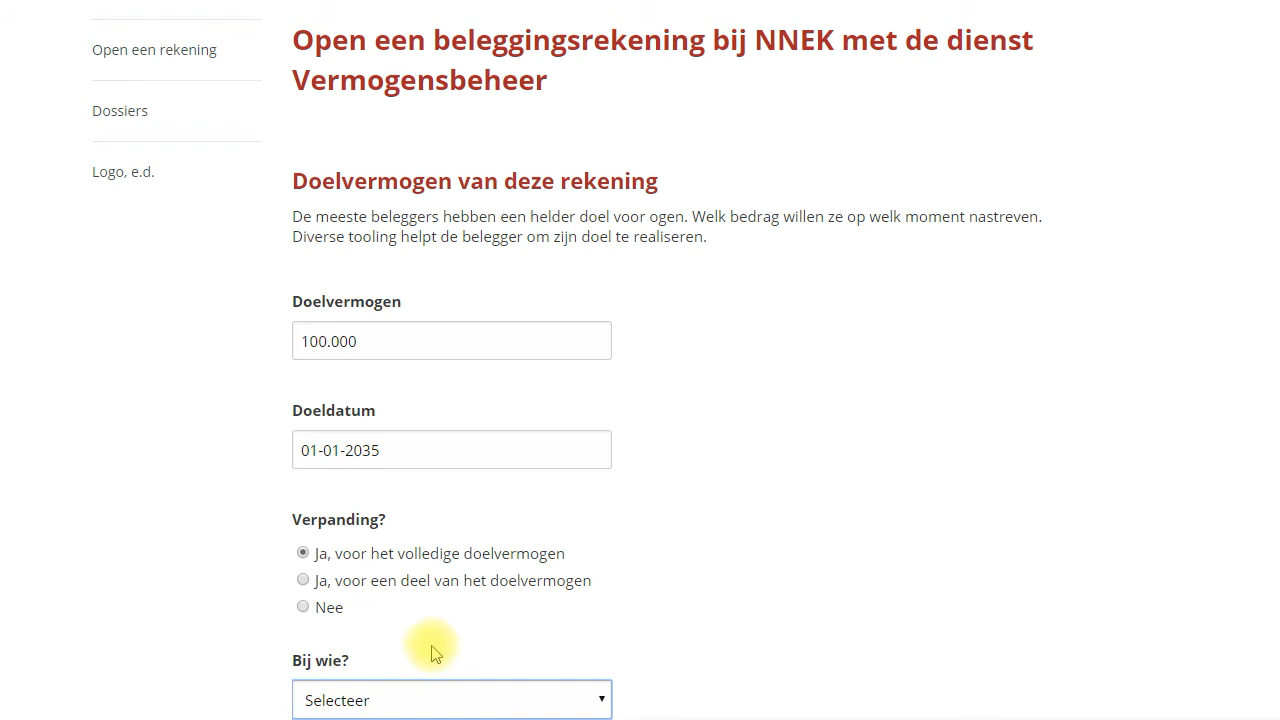 Open een rekening
Dossiers
Logo, e.d.
Open een beleggingsrekening bij NNEK met de dienst
Vermogensbeheer
Doelvermogen van deze rekening
De meeste beleggers hebben een helder doel voor ogen. Welk bedrag willen ze op welk moment nastreven.
Diverse tooling helpt de belegger om zijn doel te realiseren.
Doelvermogen
100.000
Doeldatum
01-01-2035
Verpanding?
Ja, voor het volledige doelvermogen
Ja, voor een deel van het doelvermogen
Nee
Bij wie?
Selecteer